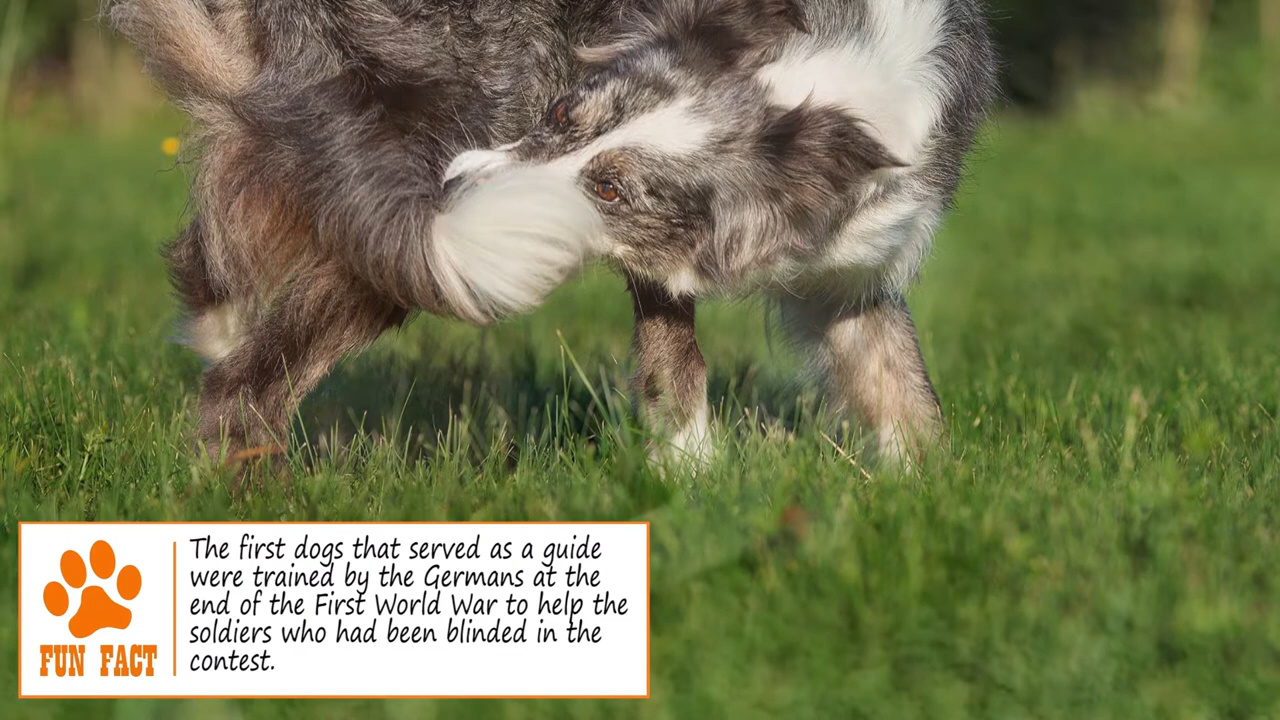 The first dogs that served as a guide
were trained by the Germans at the
end of the First World War to help the
soldiers who had been blinded in the
contest.
FUN FACT